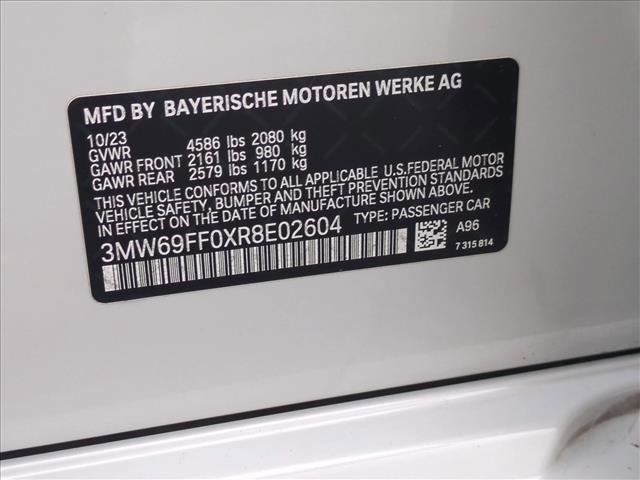 MFD BY BAYERISCHE MOTOREN WERKE AG
10/23
GVWR 4586 lbs 2080 kg
GAWR FRONT 2161 lbs 980 kg
GAWR REAR 2579 lbs 1170 kg
THIS VEHICLE CONFORMS TO ALL APPLICABLE U.S.FEDERAL MOTOR
VEHICLE SAFETY, BUMPER, AND THEFT PREVENTION STANDARDS
IN EFFECT ON THE DATE OF MANUFACTURE SHOWN ABOVE.
3MW69FF0XR8E02604 TYPE: PASSENGER CAR
A96
7 315 814